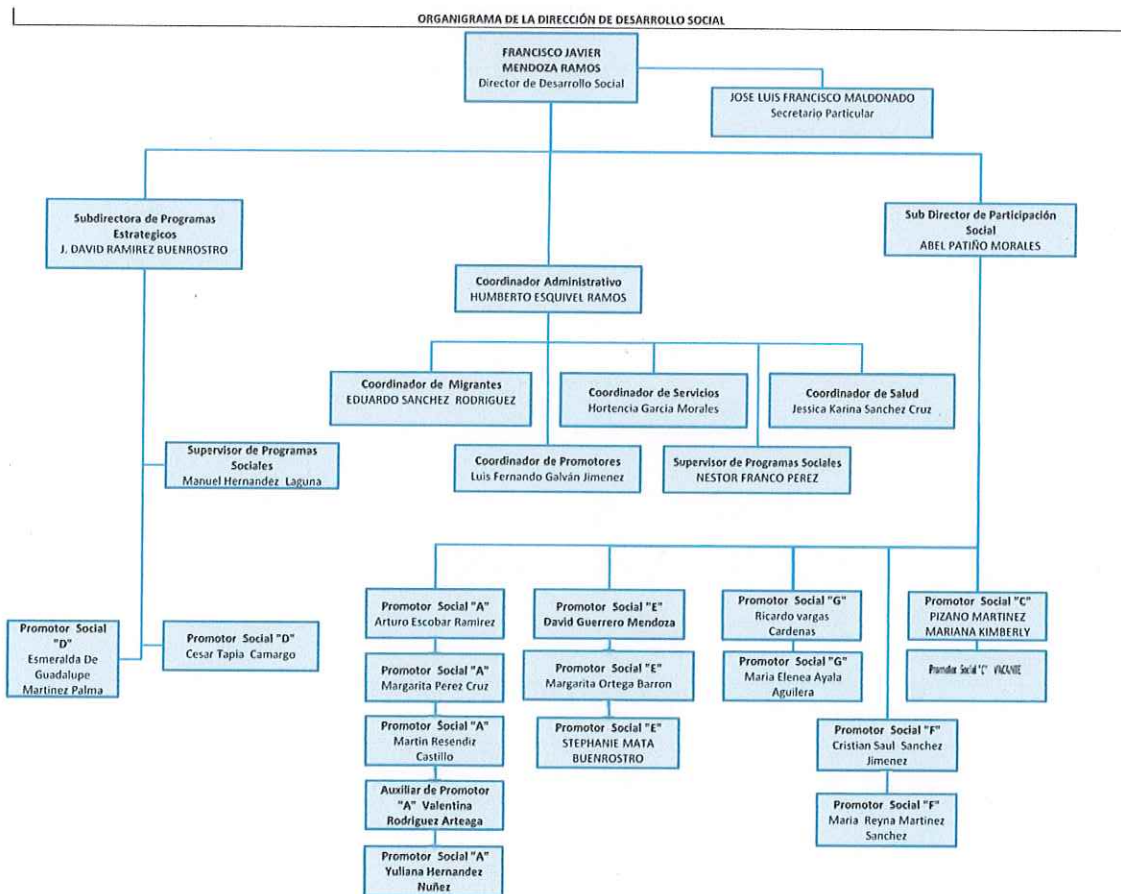 ORGANIGRAMA DE LA DIRECCIÓN DE DESARROLLO SOCIAL
FRANCISCO JAVIER
MENDOZA RAMOS
Director de Desarrollo Social
JOSE LUIS FRANCISCO MALDONADO
Secretario Particular
Subdirectora de Programas
Estrategicos
J. DAVID RAMIREZ BUENROSTRO
Sub Director de Participación
Social
ABEL PATIÑO MORALES
Coordinador Administrativo
HUMBERTO ESQUIVEL RAMOS
Coordinador de Migrantes
EDUARDO SANCHEZ RODRIGUEZ
Coordinador de Servicios
Hortencia Garcia Morales
Coordinador de Salud
Jessica Karina Sanchez Cruz
Supervisor de Programas
Sociales
Manuel Hernandez Laguna
Coordinador de Promotores
Luis Fernando Galván Jimenez
Supervisor de Programas Sociales
NESTOR FRANCO PEREZ
Promotor Social "D"
Esmeralda De
Guadalupe
Martinez Palma
Promotor Social "D"
Cesar Tapia Camargo
Promotor Social "A"
Arturo Escobar Ramirez
Promotor Social "A"
Margarita Perez Cruz
Promotor Social "A"
Martin Resendiz
Castillo
Auxiliar de Promotor
"A" Valentina
Rodriguez Arteaga
Promotor Social "A"
Yuliana Hernandez
Nuñez
Promotor Social "E"
David Guerrero Mendoza
Promotor Social "E"
Margarita Ortega Barron
Promotor Social "E"
STEPHANIE MATA
BUENROSTRO
Promotor Social "G"
Ricardo vargas
Cardenas
Promotor Social "G"
Maria Elenea Ayala
Aguilera
Promotor Social "F"
Cristian Saul Sanchez
Jimenez
Promotor Social "F"
Maria Reyna Martinez
Sanchez
Promotor Social "C"
PIZANO MARTINEZ
MARIANA KIMBERLY
Promotor Social "C" VACANTE